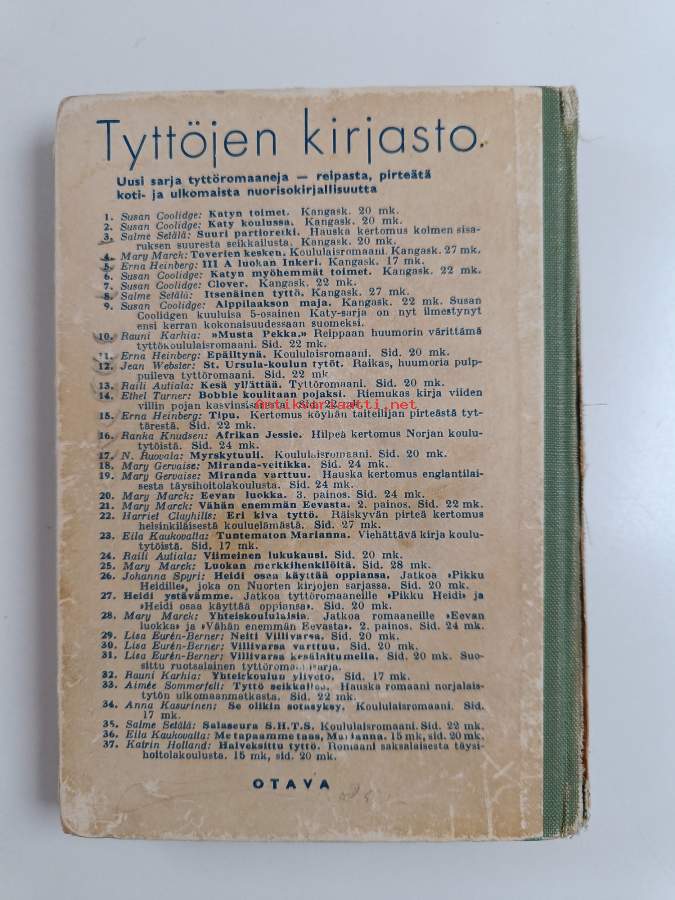 Tyttöjen kirjasto.
Uusi sarja tyttöromaaneja — reipasta, pirteätä
koti- ja ulkomaista nuorisokirjallisuutta
1. Susan Coolidge: Katyn toimet. Kangask. 20 mk.
2. Susan Coolidge: Katy koulussa. Kangask. 20 mk.
3. Salme Setälä: Suuri partioretki. Hauska kertomus kolmen sisa-
ruksen suuresta seikkailusta. Kangask. 20 mk.
4. Mary March: Toverien kesken. Koululaisromaani. Kangask. 27 mk.
5. Erna Heinberg: III A luokan Inkeri. Kangask. 17 mk.
6. Susan Coolidge: Katyn myöhemmät toimet. Kangask. 22 mk.
7. Susan Coolidge: Clover. Kangask. 22 mk.
8. Salme Setälä: Itsenäinen tyttö. Kangask. 27 mk.
9. Susan Coolidge: Alppilaakson maja. Kangask. 22 mk. Susan
Coolidgen kuuluisa 5-osainen Katy-sarja on nyt ilmestynyt
ensi kerran kokonaisuudessaan suomeksi.
10. Rauni Karhia: »Musta Pekka.» Reippaan huumorin värittämä
tyttökoululaisromaani. Sid. 22 mk.
11. Erna Heinberg: Epäiltynä. Koululaisromaani. Sid. 20 mk.
12. Jean Webster: St. Ursula-koulun tytöt. Raikas, huumoria pulp-
puileva tyttöromaani. Sid. 22 mk.
13. Raili Autiala: Kesä yllättää. Tyttöromaani. Sid. 20 mk.
14. Ethel Turner: Bobbie koulitaan pojaksi. Riemukas kirja viiden
villin pojan kasvinsiskosta. Sid. 22 mk.
antikvariaatti.net
15. Erna Heinberg: Tipu. Kertomus köyhän taiteilijan pirteästä tyt-
tärestä. Sid. 22 mk.
16. Ranka Knudsen: Afrikan Jessie. Hilpeä kertomus Norjan koulu-
tytöistä. Sid. 24 mk.
17. N. Ruovala: Myrskytuuli. Koululaisromaani. Sid. 20 mk.
18. Mary Gervaise: Miranda-veitikka. Sid. 24 mk.
19. Mary Gervaise: Miranda varttuu. Hauska kertomus englantilai-
sesta täysihoitolakoulusta. Sid. 24 mk.
20. Mary Marck: Eevan luokka. 3. painos. Sid. 24 mk.
21. Mary Marck: Vähän enemmän Eevasta. 2. painos. Sid. 22 mk.
22. Harriet Clayhills: Eri kiva tyttö. Räiskyvän pirteä kertomus
helsinkiläisestä kouluelämästä. Sid. 27 mk.
23. Eila Kaukovalla: Tuntematon Marianna. Viehättävä kirja koulu-
tytöistä. Sid. 17 mk.
24. Raili Autiala: Viimeinen lukukausi. Sid. 20 mk.
25. Mary Marck: Luokan merkkihenkilöitä. Sid. 28 mk.
26. Johanna Spyri: Heidi osaa käyttää oppiansa. Jatkoa »Pikku
Heidille», joka on Nuorten kirjojen sarjassa. Sid. 20 mk.
27. Heidi ystävämme. Jatkoa tyttöromaaneille »Pikku Heidi» ja
»Heidi osaa käyttää oppiansa». Sid. 20 mk.
28. Mary Marck: Yhteiskoululaisia. Jatkoa romaaneille »Eevan
luokka» ja »Vähän enemmän Eevasta». 2. painos. Sid. 24 mk.
29. Lisa Eurén-Berner: Neiti Villivarsa. Sid. 20 mk.
30. Lisa Eurén-Berner: Villivarsa varttuu. Sid. 20 mk.
31. Lisa Eurén-Berner: Villivarsa kesälaitumella. Sid. 20 mk. Suo-
sittu ruotsalainen tyttöromaanisarja.
32. Rauni Karhia: Yhteiskoulun ylivето. Sid. 17 mk.
33. Aimée Sommerfelt: Tyttö seikkailee. Hauska romaani norjalais-
tytön ulkomaanmatkasta. Sid. 22 mk.
34. Anna Kasurinen: Se olikin sotasyksy. Koululaisromaani. Sid.
17 mk.
35. Salme Setälä: Salaseura S.H.T.S. Koululaisromaani. Sid. 22 mk.
36. Eila Kaukovalla: Me tapaamme taas, Marianna. 15 mk, sid. 20 mk.
37. Katrin Holland: Halveksittu tyttö. Romaani saksalaisesta täysi-
hoitolakoulusta. 15 mk, sid. 20 mk.
OTAVA